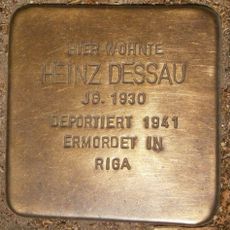 HIER WOHNTE
HEINZ DESSAU
JG. 1930
DEPORTIERT 1941
ERMORDET IN
RIGA